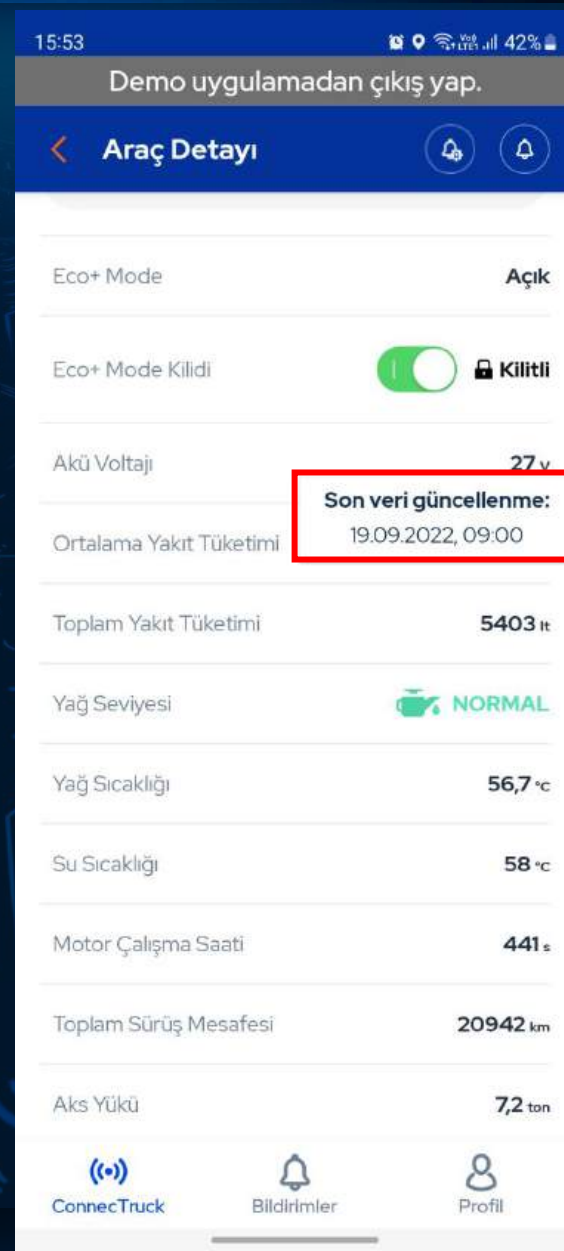 15:53 42%
Demo uygulamadan çıkış yap.
Araç Detayı
Eco+ Mode Açık
Eco+ Mode Kilidi Kilitli
Akü Voltajı 27 v
Son veri güncellenme:
Ortalama Yakıt Tüketimi 19.09.2022, 09:00
Toplam Yakıt Tüketimi 5403 lt
Yağ Seviyesi NORMAL
Yağ Sıcaklığı 56,7 °C
Su Sıcaklığı 58 °C
Motor Çalışma Saati 441 s
Toplam Sürüş Mesafesi 20942 km
Aks Yükü 7,2 ton
ConnecTruck Bildirimler Profil